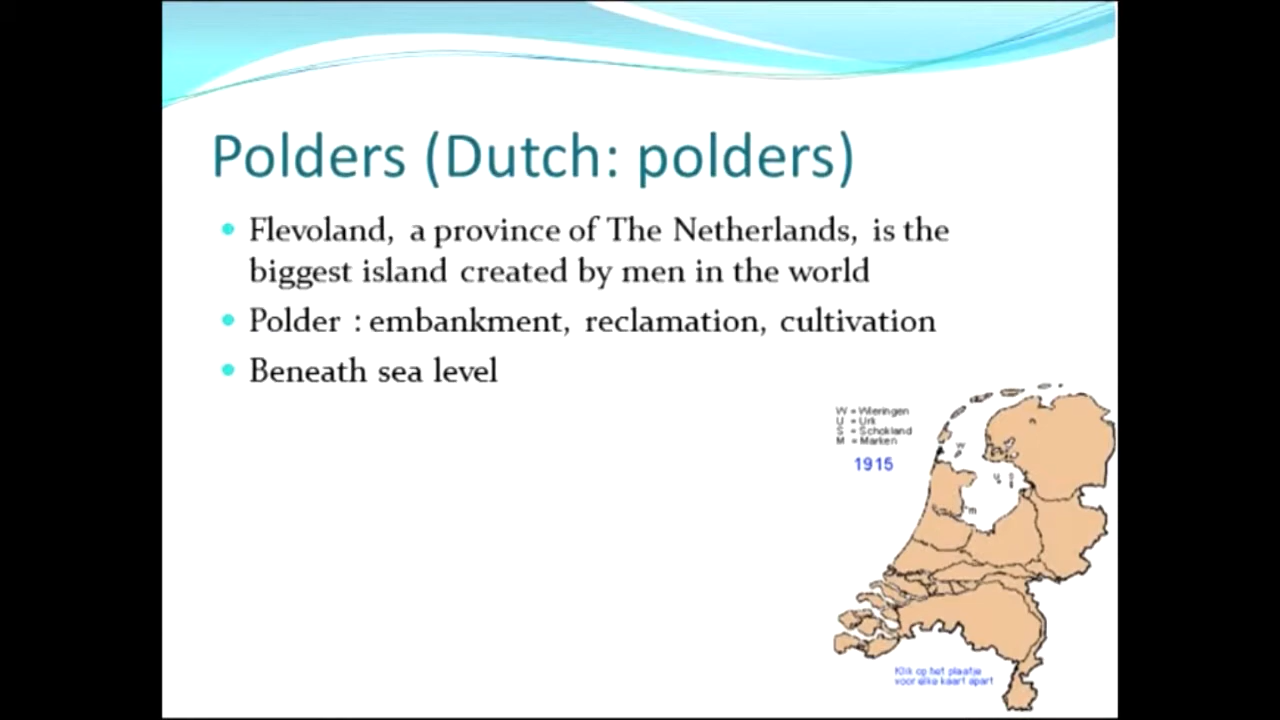 Polders (Dutch: polders)
Flevoland, a province of The Netherlands, is the
biggest island created by men in the world
Polder : embankment, reclamation, cultivation
Beneath sea level
W = Wieringen
U = Urk
S = Schokland
M = Marken
1915
w
m
Klik op het plaatje
voor elke kaart apart